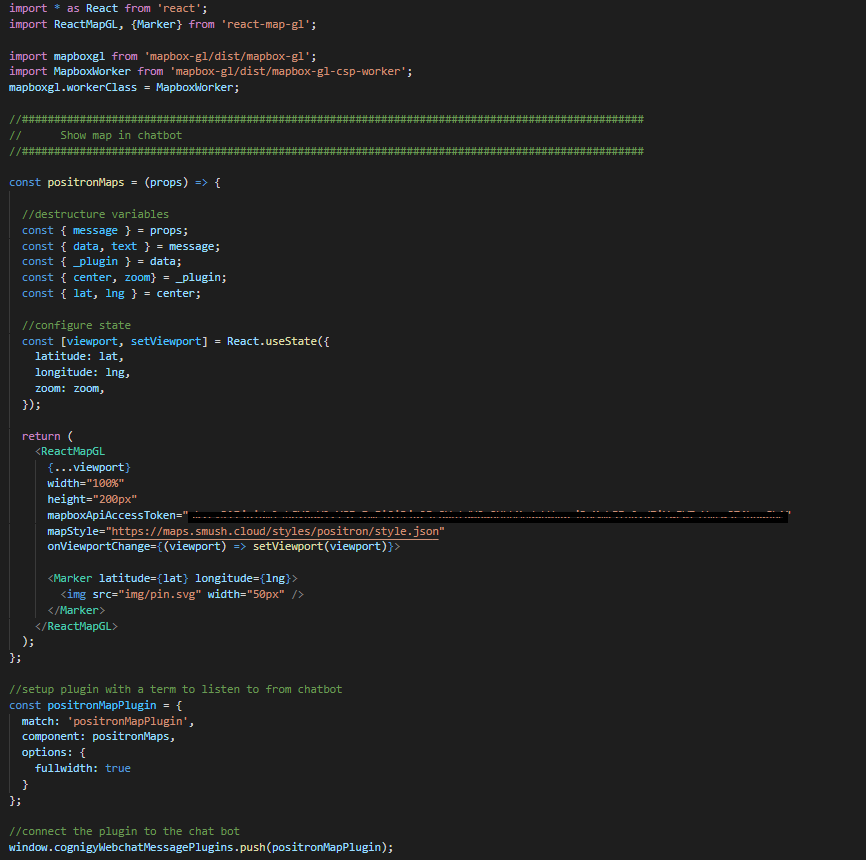 import * as React from 'react';
import ReactMapGL, {Marker} from 'react-map-gl';
import mapboxgl from 'mapbox-gl/dist/mapbox-gl';
import MapboxWorker from 'mapbox-gl/dist/mapbox-gl-csp-worker';
mapboxgl.workerClass = MapboxWorker;
//#################################################################################################
//      Show map in chatbot
//#################################################################################################
const positronMaps = (props) => {
  //destructure variables
  const { message } = props;
  const { data, text } = message;
  const { _plugin } = data;
  const { center, zoom} = _plugin;
  const { lat, lng } = center;
  //configure state
  const [viewport, setViewport] = React.useState({
    latitude: lat,
    longitude: lng,
    zoom: zoom,
  });
  return (
    <ReactMapGL
      {...viewport}
      width="100%"
      height="200px"
      mapboxApiAccessToken="
      mapStyle="https://maps.smush.cloud/styles/positron/style.json"
      onViewportChange={(viewport) => setViewport(viewport)}>
      <Marker latitude={lat} longitude={lng}>
        <img src="img/pin.svg" width="50px" />
      </Marker>
    </ReactMapGL>
  );
};
//setup plugin with a term to listen to from chatbot
const positronMapPlugin = {
  match: 'positronMapPlugin',
  component: positronMaps,
  options: {
    fullwidth: true
  }
};
//connect the plugin to the chat bot
window.cognigyWebchatMessagePlugins.push(positronMapPlugin);